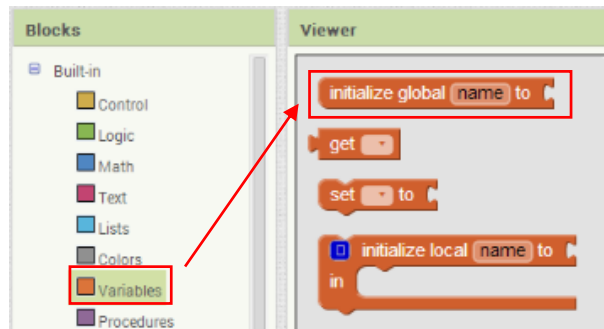 Blocks
Built-in
Control
Logic
Math
Text
Lists
Colors
Variables
Procedures
Viewer
initialize global name to
get
set to
initialize local name to
in